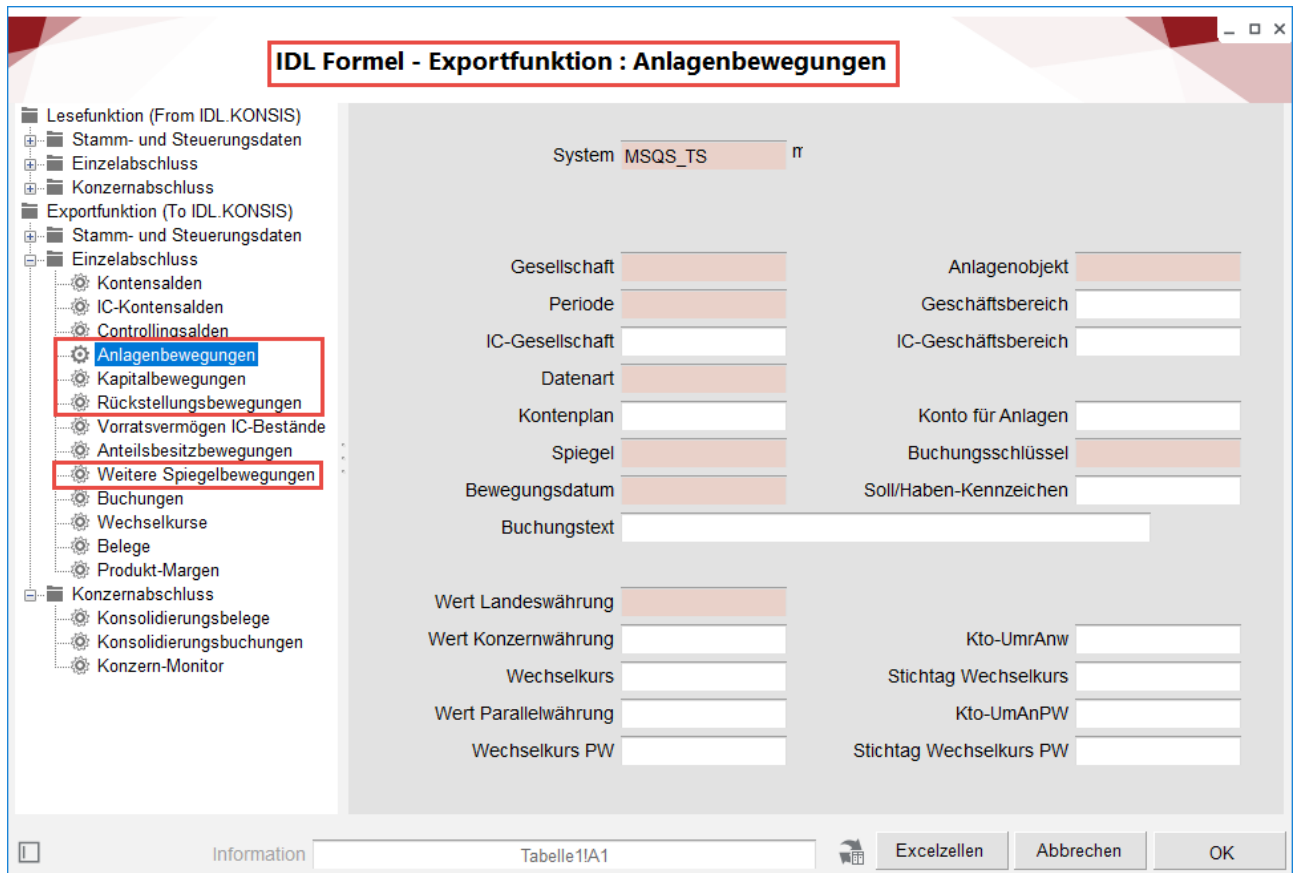 IDL Formel - Exportfunktion : Anlagenbewegungen
Lesefunktion (From IDL.KONSIS)
Stamm- und Steuerungsdaten
Einzelabschluss
Konzernabschluss
Exportfunktion (To IDL.KONSIS)
Stamm- und Steuerungsdaten
Einzelabschluss
Kontensalden
IC-Kontensalden
Controllingsalden
Anlagenbewegungen
Kapitalbewegungen
Rückstellungsbewegungen
Vorratsvermögen IC-Bestände
Anteilsbesitzbewegungen
Weitere Spiegelbewegungen
Buchungen
Wechselkurse
Belege
Produkt-Margen
Konzernabschluss
Konsolidierungsbelege
Konsolidierungsbuchungen
Konzern-Monitor
System MSQS_TS
Gesellschaft Anlagenobjekt
Periode Geschäftsbereich
IC-Gesellschaft IC-Geschäftsbereich
Datenart
Kontenplan Konto für Anlagen
Spiegel Buchungsschlüssel
Bewegungsdatum Soll/Haben-Kennzeichen
Buchungstext
Wert Landeswährung
Wert Konzernwährung Kto-UmrAnw
Wechselkurs Stichtag Wechselkurs
Wert Parallelwährung Kto-UmAnPW
Wechselkurs PW Stichtag Wechselkurs PW
Information Tabelle1!A1 Excelzellen Abbrechen OK